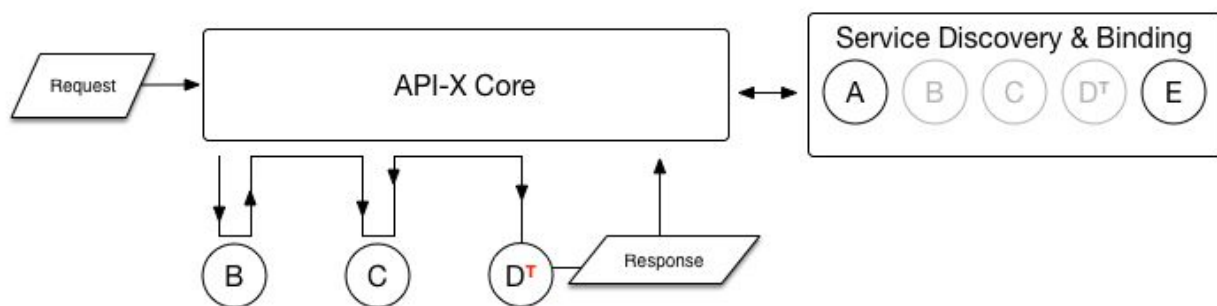 Service Discovery & Binding
Request
API-X Core
A B C Dᵀ E
B C Dᵀ Response